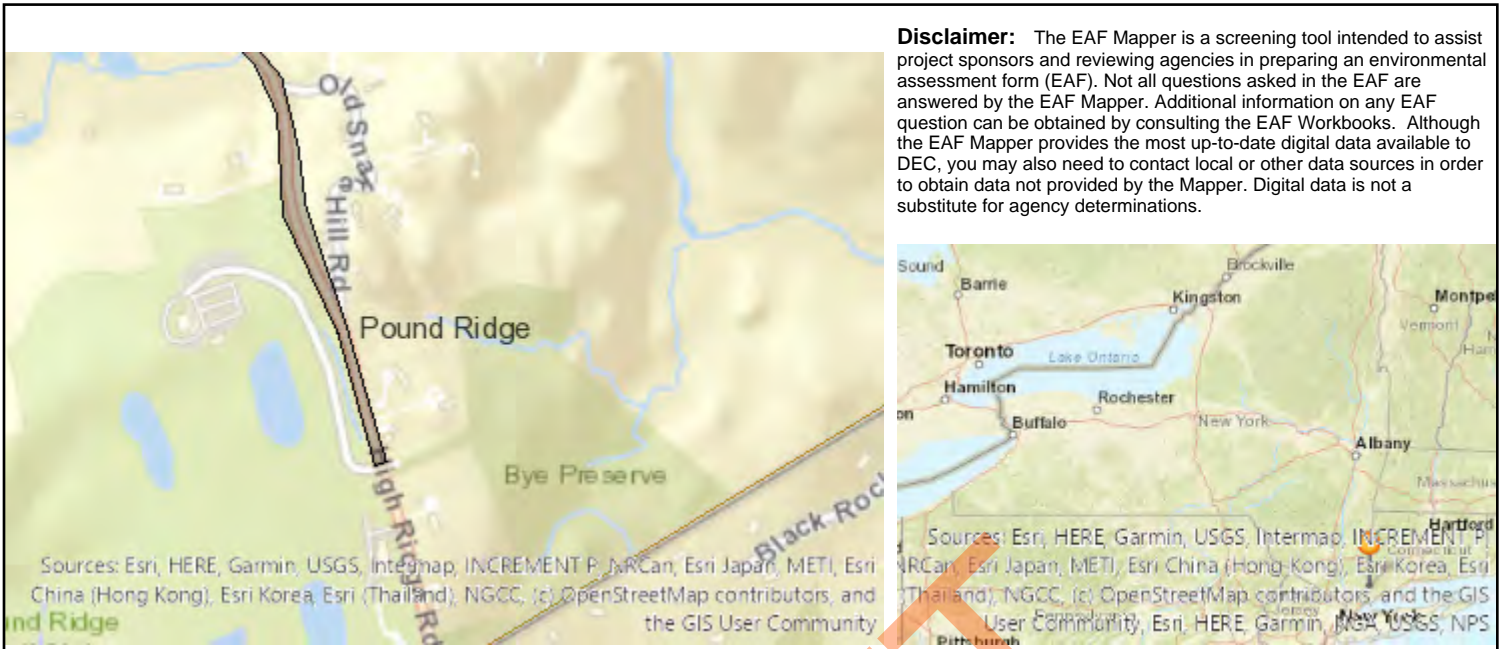 Disclaimer: The EAF Mapper is a screening tool intended to assist
project sponsors and reviewing agencies in preparing an environmental
assessment form (EAF). Not all questions asked in the EAF are
answered by the EAF Mapper. Additional information on any EAF
question can be obtained by consulting the EAF Workbooks. Although
the EAF Mapper provides the most up-to-date digital data available to
DEC, you may also need to contact local or other data sources in order
to obtain data not provided by the Mapper. Digital data is not a
substitute for agency determinations.
Old Snake
Hill Rd
Pound Ridge
Bye Preserve
High Ridge Rd
Black Roc
nd Ridge
Sources: Esri, HERE, Garmin, USGS, Intermap, INCREMENT P, NRCan, Esri Japan, METI, Esri
China (Hong Kong), Esri Korea, Esri (Thailand), NGCC, (c) OpenStreetMap contributors, and
the GIS User Community
Sound
Barrie
Brockville
Kingston
Montpe
Vermont
Toronto
Lake Ontario
Hamilton
on
Rochester
Buffalo
New York
Albany
Massachus
Hartford
Connecticut
Sources: Esri, HERE, Garmin, USGS, Intermap, INCREMENT P,
NRCan, Esri Japan, METI, Esri China (Hong Kong), Esri Korea, Esri
(Thailand), NGCC, (c) OpenStreetMap contributors, and the GIS
User Community, Esri, HERE, Garmin, NGA, USGS, NPS
Pennsylvania
Jersey
New York
Pittsburgh